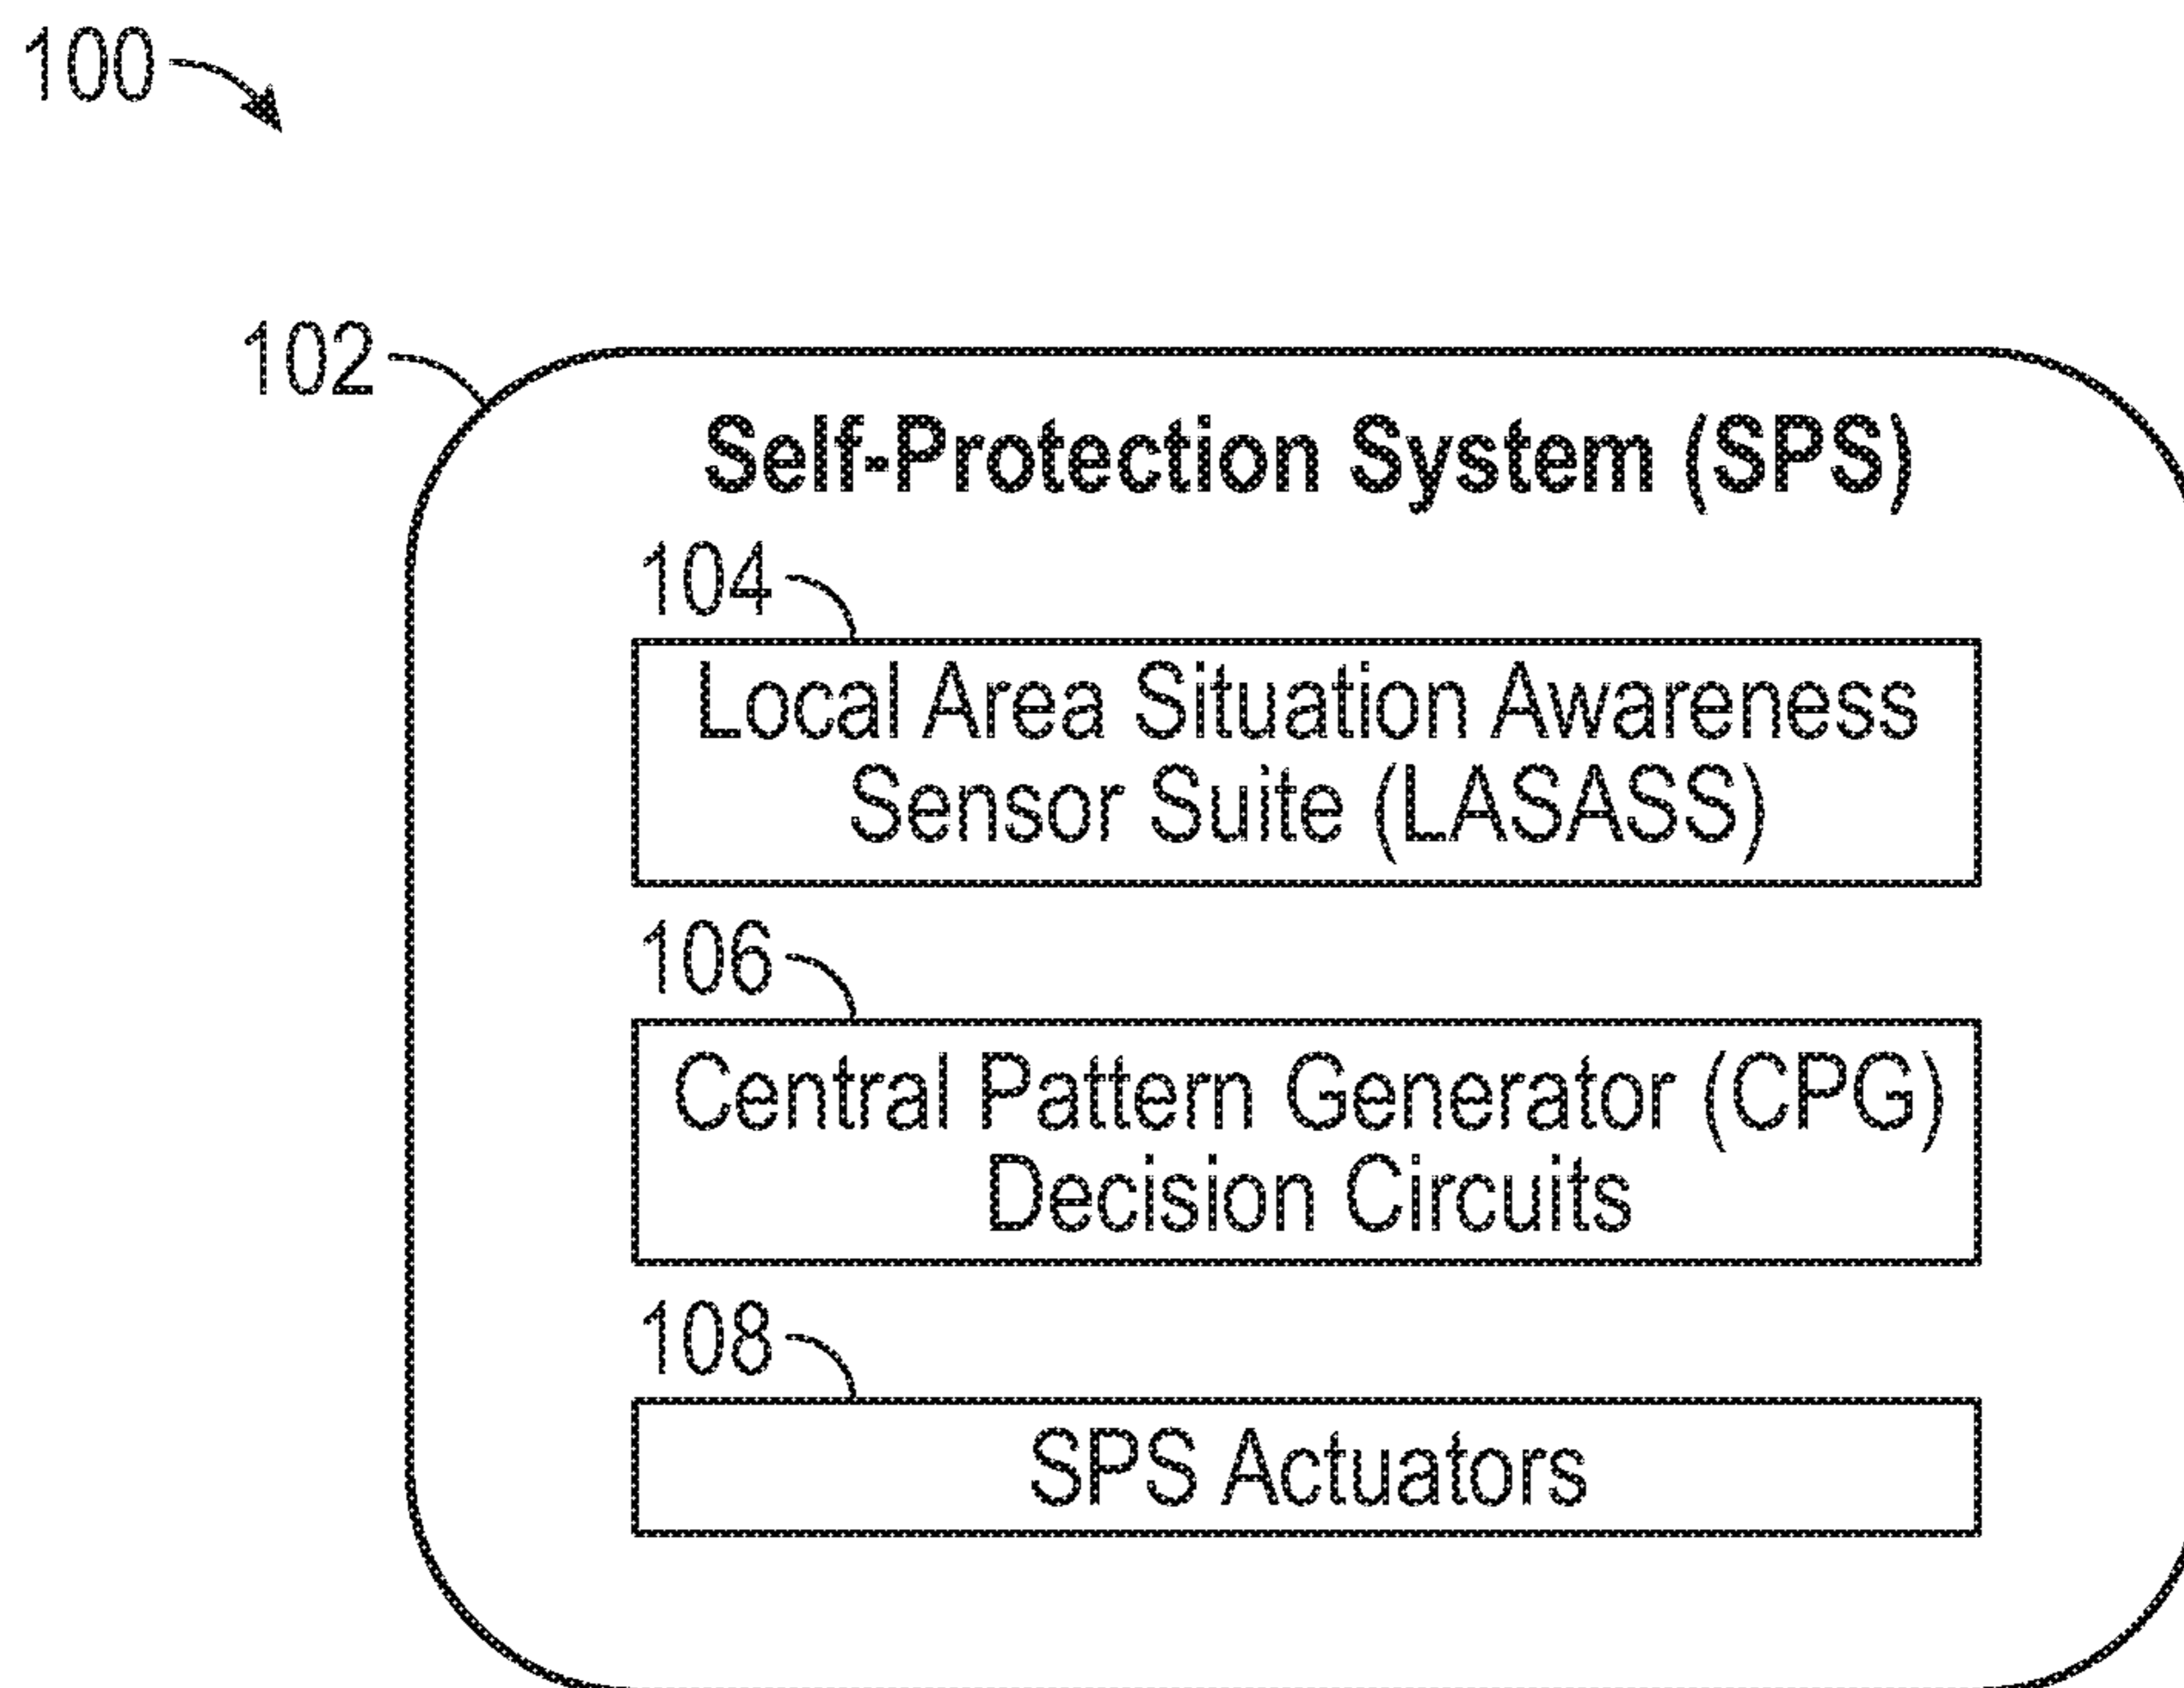 100
102
Self-Protection System (SPS)
104
Local Area Situation Awareness
Sensor Suite (LASASS)
106
Central Pattern Generator (CPG)
Decision Circuits
108
SPS Actuators